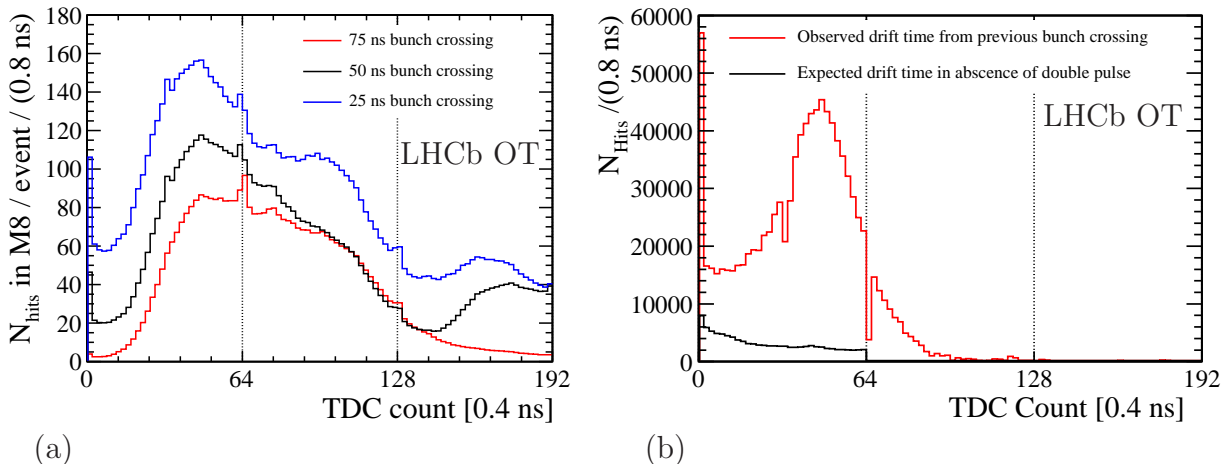 180
160
140
120
100
80
60
40
20
0
N_hits in M8 / event / (0.8 ns)
75 ns bunch crossing
50 ns bunch crossing
25 ns bunch crossing
LHCb OT
0 64 128 192
TDC count [0.4 ns]
(a)
60000
50000
40000
30000
20000
10000
0
N_Hits /(0.8 ns)
Observed drift time from previous bunch crossing
Expected drift time in absence of double pulse
LHCb OT
0 64 128 192
TDC Count [0.4 ns]
(b)